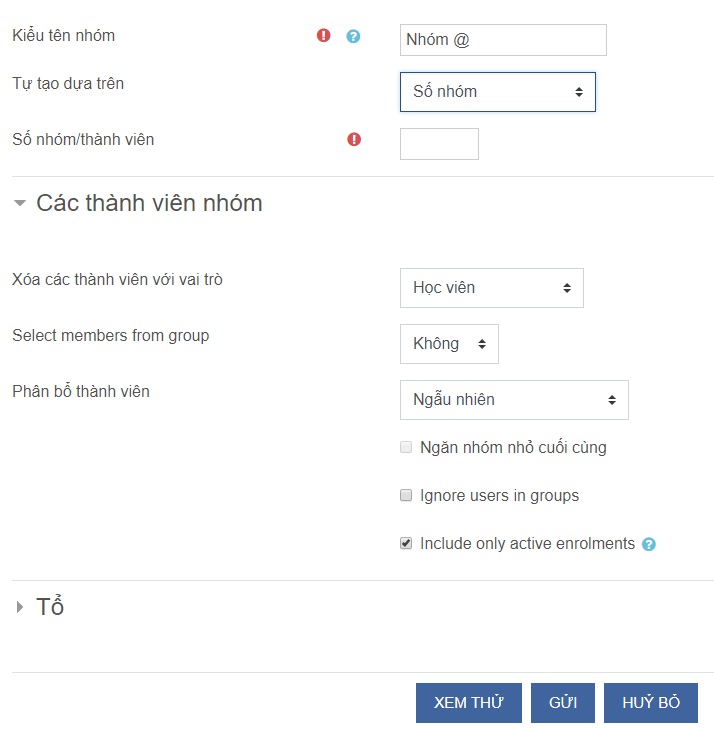 Kiểu tên nhóm
Nhóm @
Tự tạo dựa trên
Số nhóm
Số nhóm/thành viên
Các thành viên nhóm
Xóa các thành viên với vai trò
Học viên
Select members from group
Không
Phân bổ thành viên
Ngẫu nhiên
Ngăn nhóm nhỏ cuối cùng
Ignore users in groups
Include only active enrolments
Tổ
XEM THỬ GỬI HUỶ BỎ